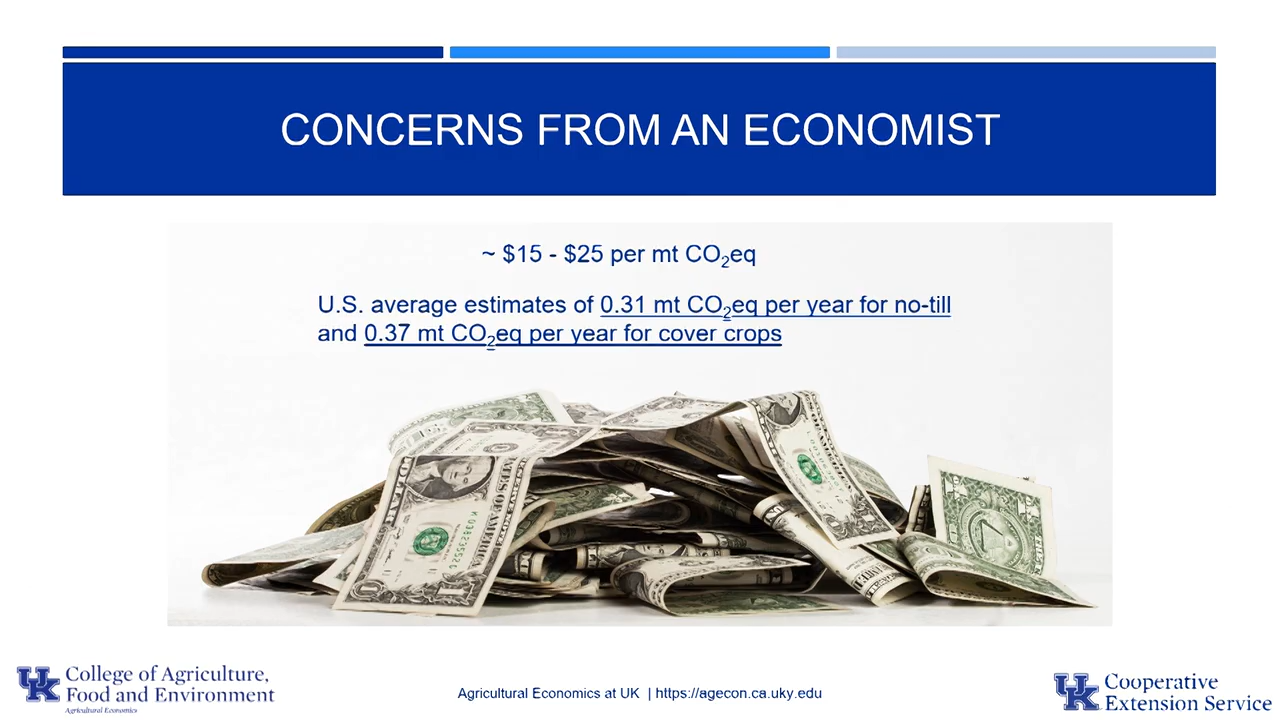 CONCERNS FROM AN ECONOMIST
~ $15 - $25 per mt CO₂eq
U.S. average estimates of 0.31 mt CO₂eq per year for no-till
and 0.37 mt CO₂eq per year for cover crops
UK College of Agriculture,
Food and Environment
Agricultural Economics
Agricultural Economics at UK | https://agecon.ca.uky.edu
UK Cooperative
Extension Service